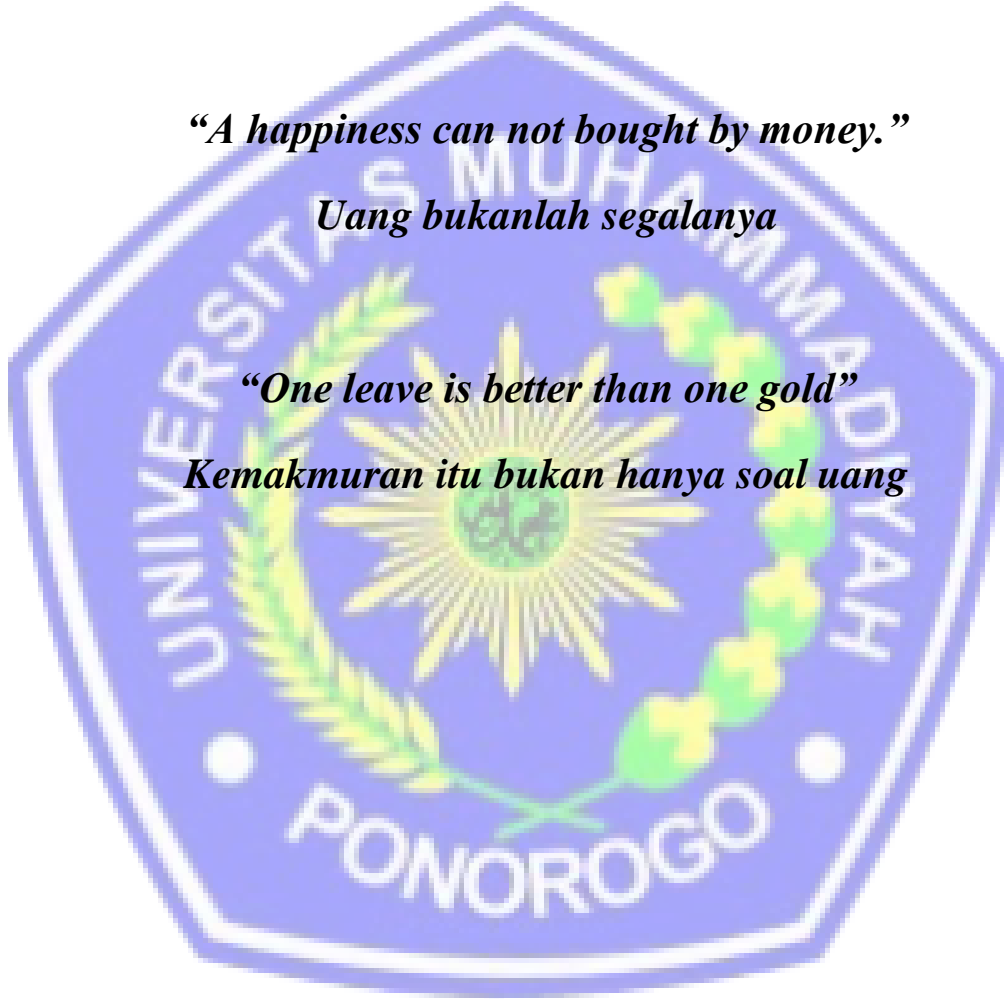 “A happiness can not bought by money.”
Uang bukanlah segalanya
“One leave is better than one gold”
Kemakmuran itu bukan hanya soal uang
UNIVERSITAS MUHAMMADIYAH
PONOROGO